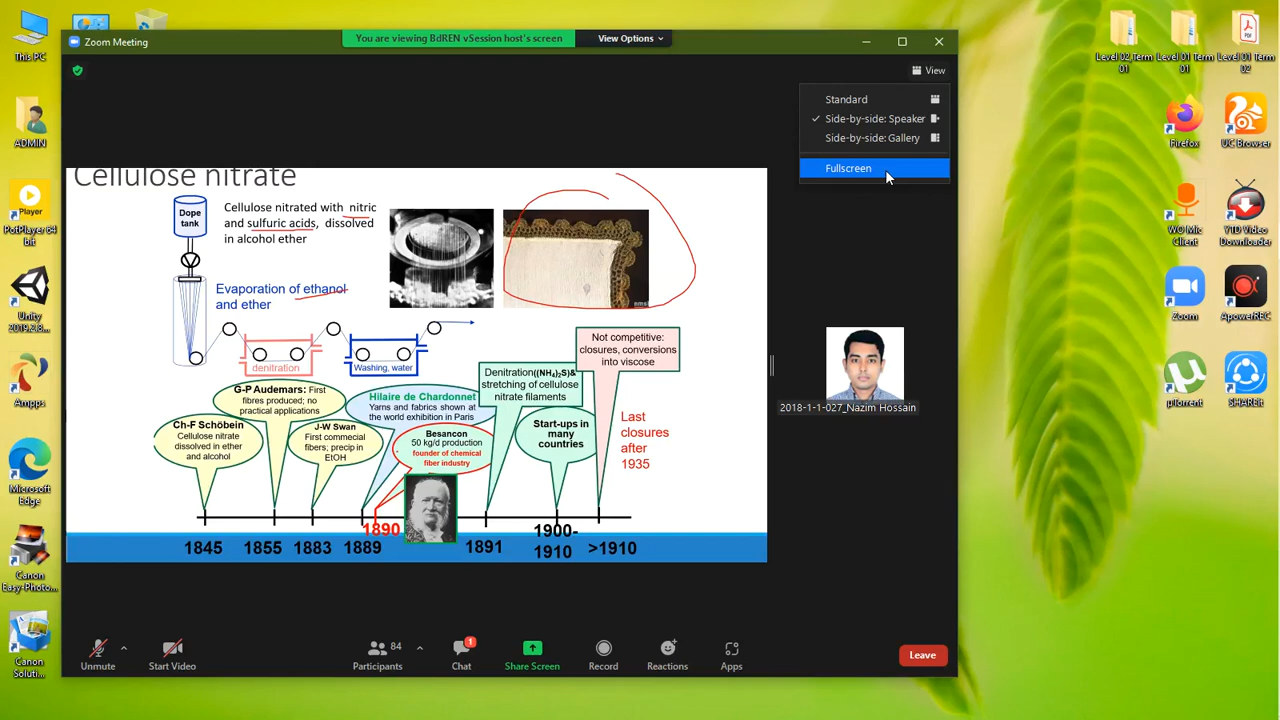 This PC
ADMIN
PotPlayer 64
bit
Unity
2019.2.8...
Ampps
Microsoft
Edge
Canon
Easy-Photo...
Canon
Soluti...
Zoom Meeting
You are viewing BdREN vSession host's screen
View Options
View
Standard
Side-by-side: Speaker
Side-by-side: Gallery
Fullscreen
Cellulose nitrate
Dope
tank
Cellulose nitrated with nitric
and sulfuric acids, dissolved
in alcohol ether
Evaporation of ethanol
and ether
denitration
Washing, water
Ch-F Schöbein
Cellulose nitrate
dissolved in ether
and alcohol
G-P Audemars: First
fibres produced; no
practical applications
J-W Swan
First commecial
fibers; precip in
EtOH
Hilaire de Chardonnet
Yarns and fabrics shown at
the world exhibition in Paris
Besancon
50 kg/d production
founder of chemical
fiber industry
Denitration((NH₄)₂S)&
stretching of cellulose
nitrate filaments
Start-ups in
many
countries
Not competitive:
closures, conversions
into viscose
Last
closures
after
1935
1845
1855
1883
1889
1890
1891
1900-
1910
>1910
2018-1-1-027_Nazim Hossain
Unmute
Start Video
84
Participants
1
Chat
Share Screen
Record
Reactions
Apps
Leave
Level 02,Term
01
Level 01 Term
01
Level 01 Term
02
Firefox
UC Browser
WO Mic
Client
YTD Video
Downloader
Zoom
ApowerREC
µTorrent
SHAREit